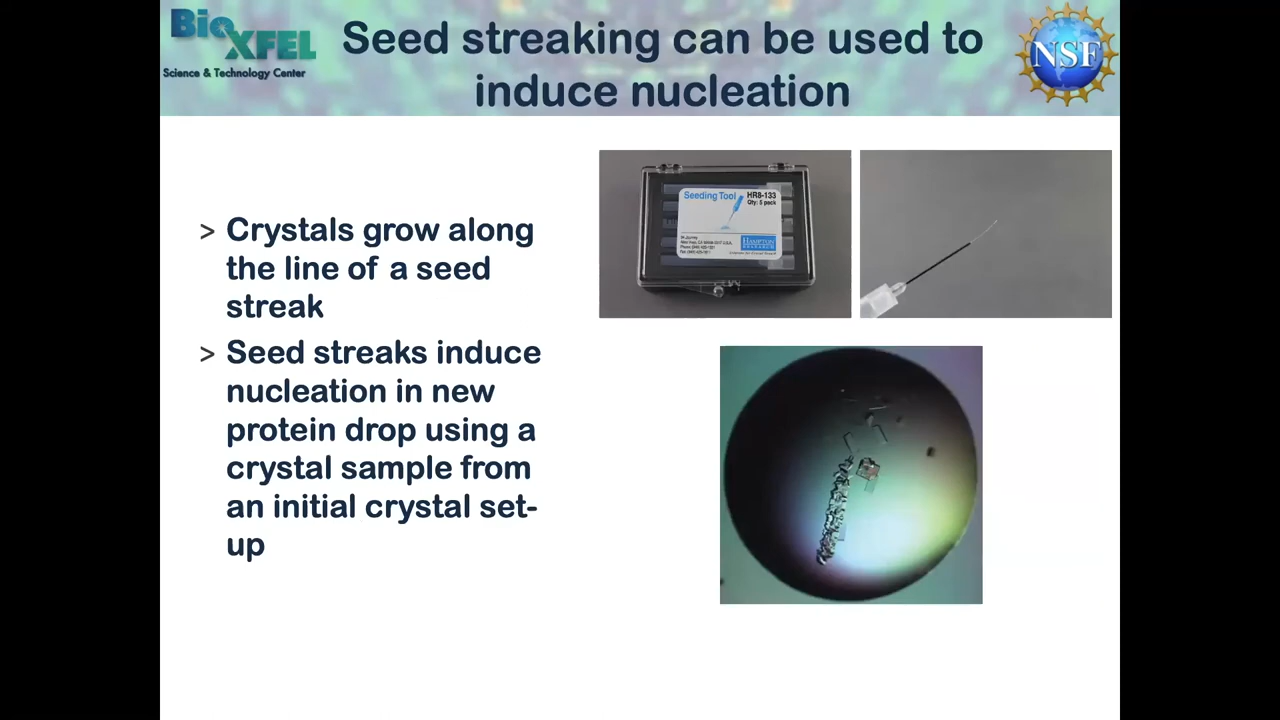 Bio
XFEL
Science & Technology Center
Seed streaking can be used to
induce nucleation
NSF
> Crystals grow along
the line of a seed
streak
> Seed streaks induce
nucleation in new
protein drop using a
crystal sample from
an initial crystal set-
up
Seeding Tool
HR8-133
Qty: 5 pack
HAMPTON
RESEARCH